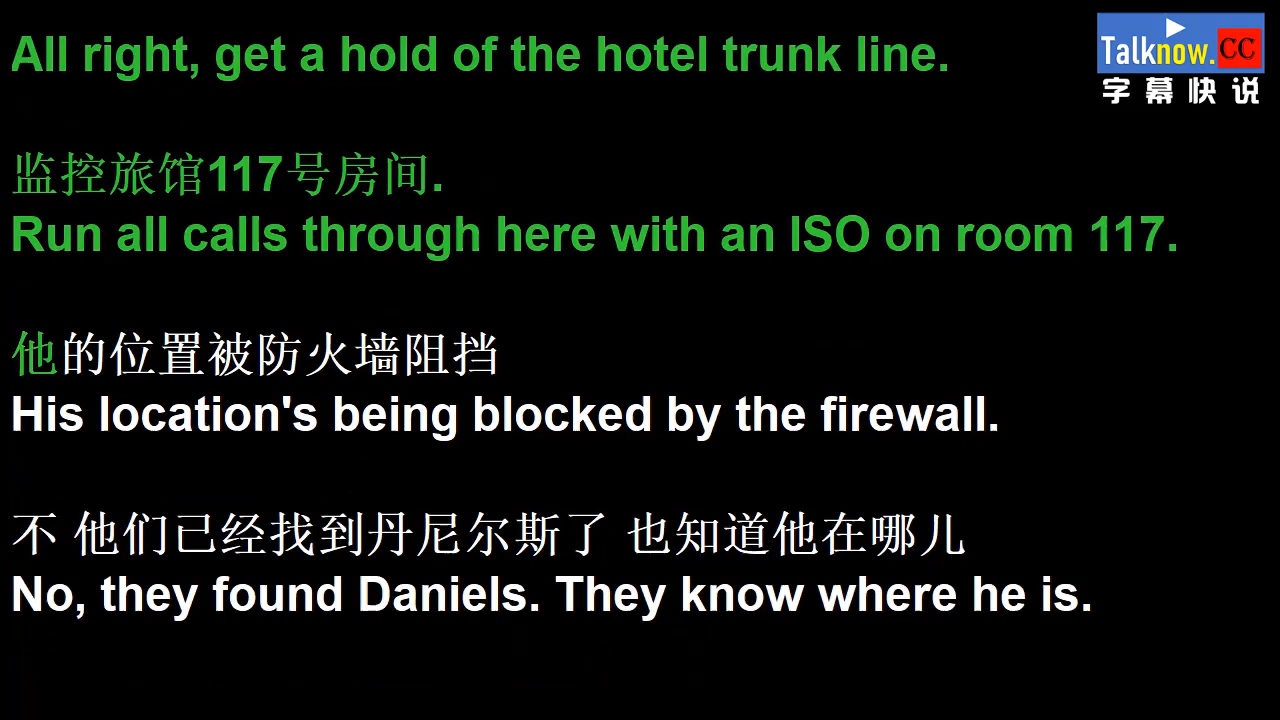 All right, get a hold of the hotel trunk line.
Talknow.CC
字幕快说
监控旅馆117号房间.
Run all calls through here with an ISO on room 117.
他的位置被防火墙阻挡
His location's being blocked by the firewall.
不 他们已经找到丹尼尔斯了 也知道他在哪儿
No, they found Daniels. They know where he is.